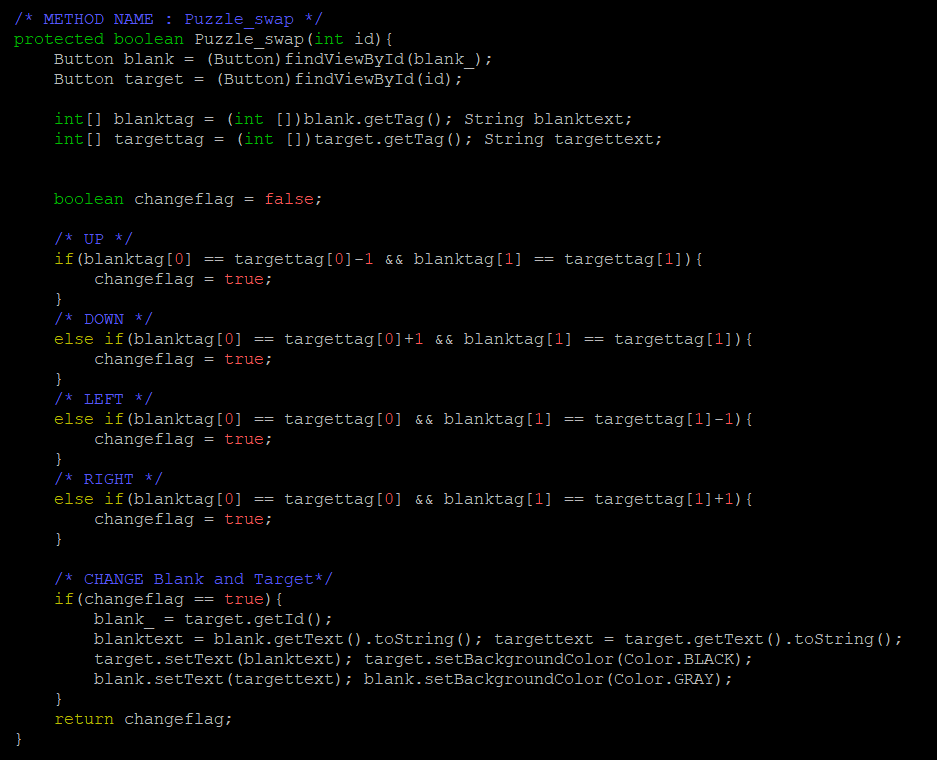 /* METHOD NAME : Puzzle_swap */
protected boolean Puzzle_swap(int id){
    Button blank = (Button)findViewById(blank_);
    Button target = (Button)findViewById(id);

    int[] blanktag = (int [])blank.getTag(); String blanktext;
    int[] targettag = (int [])target.getTag(); String targettext;


    boolean changeflag = false;

    /* UP */
    if(blanktag[0] == targettag[0]-1 && blanktag[1] == targettag[1]){
        changeflag = true;
    }
    /* DOWN */
    else if(blanktag[0] == targettag[0]+1 && blanktag[1] == targettag[1]){
        changeflag = true;
    }
    /* LEFT */
    else if(blanktag[0] == targettag[0] && blanktag[1] == targettag[1]-1){
        changeflag = true;
    }
    /* RIGHT */
    else if(blanktag[0] == targettag[0] && blanktag[1] == targettag[1]+1){
        changeflag = true;
    }

    /* CHANGE Blank and Target*/
    if(changeflag == true){
        blank_ = target.getId();
        blanktext = blank.getText().toString(); targettext = target.getText().toString();
        target.setText(blanktext); target.setBackgroundColor(Color.BLACK);
        blank.setText(targettext); blank.setBackgroundColor(Color.GRAY);
    }
    return changeflag;
}